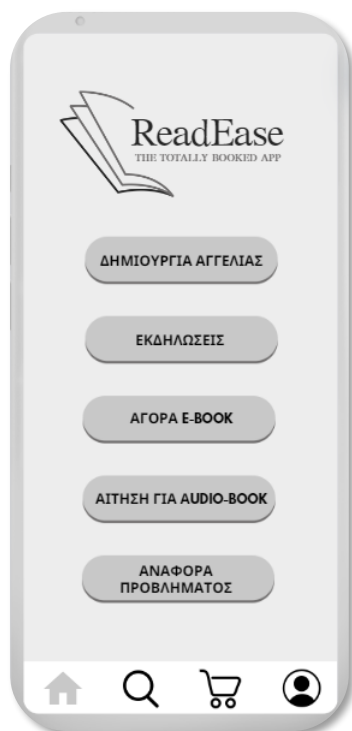 ReadEase
THE TOTALLY BOOKED APP
ΔΗΜΙΟΥΡΓΙΑ ΑΓΓΕΛΙΑΣ
ΕΚΔΗΛΩΣΕΙΣ
ΑΓΟΡΑ E-BOOK
ΑΙΤΗΣΗ ΓΙΑ AUDIO-BOOK
ΑΝΑΦΟΡΑ
ΠΡΟΒΛΗΜΑΤΟΣ